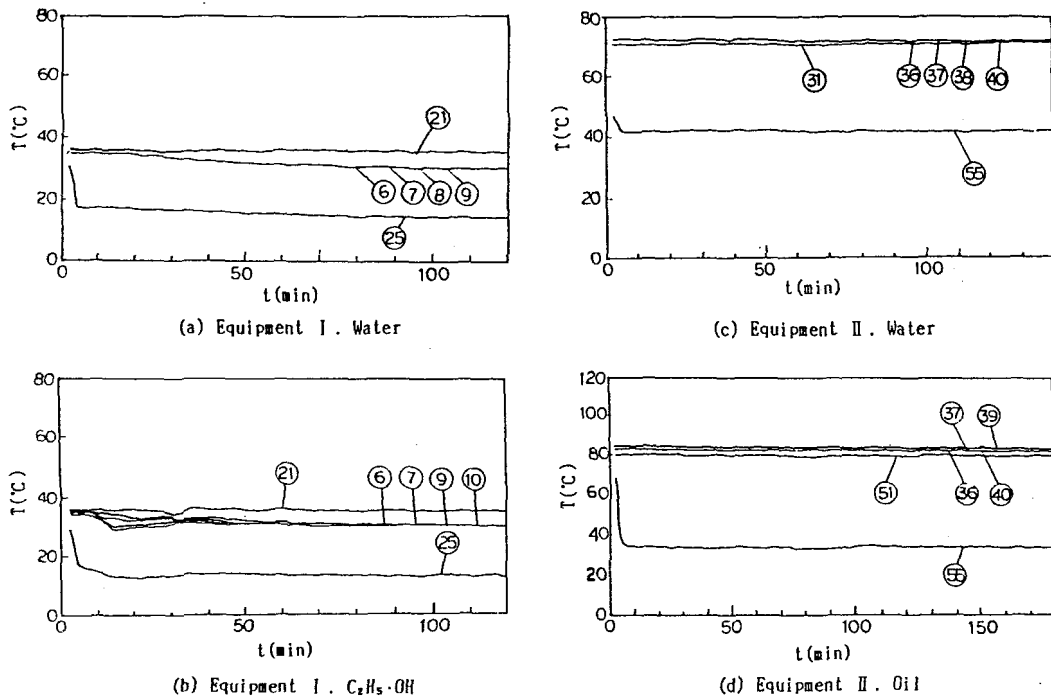 80
60
40
20
0
T(°C)
21
6 7 8 9
25
0 50 100
t(min)
(a) Equipment Ⅰ. Water
80
60
40
20
0
T(°C)
31 36 37 38 40
55
0 50 100
t(min)
(c) Equipment Ⅱ. Water
80
60
40
20
0
T(°C)
21 6 7 9 10
25
0 50 100
t(min)
(b) Equipment Ⅰ. C₂H₅·OH
120
100
80
60
40
20
0
T(°C)
37 39
51 36 40
55
0 50 100 150
t(min)
(d) Equipment Ⅱ. Oil